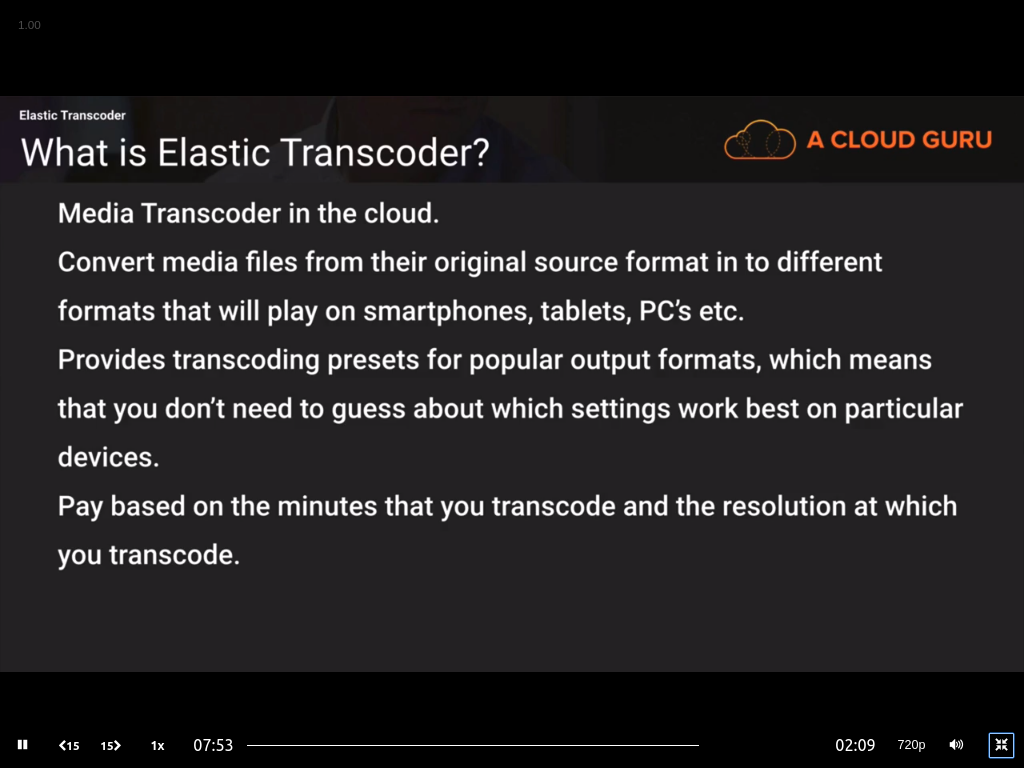 1.00
Elastic Transcoder
What is Elastic Transcoder?
A CLOUD GURU
Media Transcoder in the cloud.
Convert media files from their original source format in to different
formats that will play on smartphones, tablets, PC’s etc.
Provides transcoding presets for popular output formats, which means
that you don’t need to guess about which settings work best on particular
devices.
Pay based on the minutes that you transcode and the resolution at which
you transcode.
15 15 1x 07:53 02:09 720p